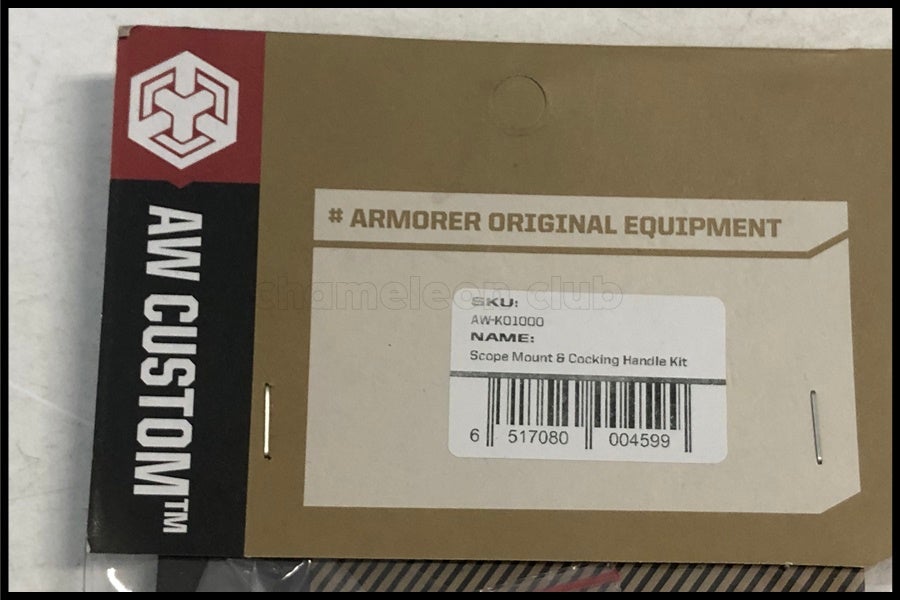 # ARMORER ORIGINAL EQUIPMENT
chameleon club
SKU:
AW-K01000
NAME:
Scope Mount & Cocking Handle Kit
6 517080 004599
AW CUSTOM™